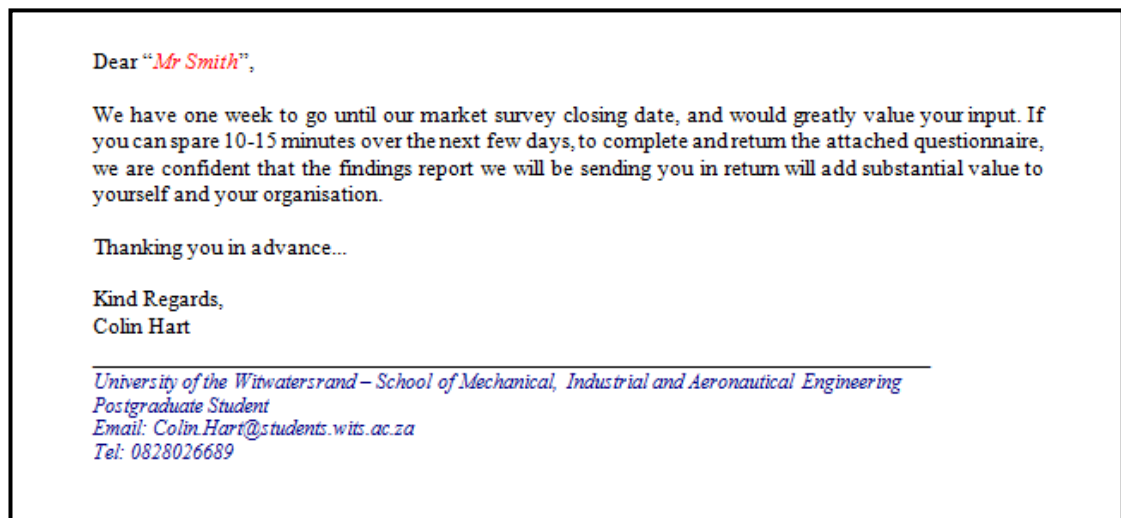 Dear “Mr Smith”,
We have one week to go until our market survey closing date, and would greatly value your input. If
you can spare 10-15 minutes over the next few days, to complete and return the attached questionnaire,
we are confident that the findings report we will be sending you in return will add substantial value to
yourself and your organisation.
Thanking you in advance...
Kind Regards,
Colin Hart
University of the Witwatersrand – School of Mechanical, Industrial and Aeronautical Engineering
Postgraduate Student
Email: Colin.Hart@students.wits.ac.za
Tel: 0828026689